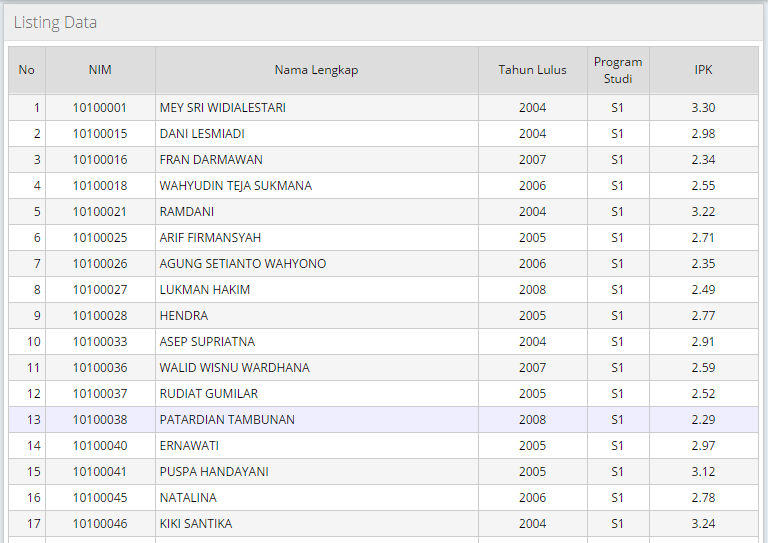 Listing Data
No NIM Nama Lengkap Tahun Lulus Program Studi IPK
1 10100001 MEY SRI WIDIALESTARI 2004 S1 3.30
2 10100015 DANI LESMIADI 2004 S1 2.98
3 10100016 FRAN DARMAWAN 2007 S1 2.34
4 10100018 WAHYUDIN TEJA SUKMANA 2006 S1 2.55
5 10100021 RAMDANI 2004 S1 3.22
6 10100025 ARIF FIRMANSYAH 2005 S1 2.71
7 10100026 AGUNG SETIANTO WAHYONO 2006 S1 2.35
8 10100027 LUKMAN HAKIM 2008 S1 2.49
9 10100028 HENDRA 2005 S1 2.77
10 10100033 ASEP SUPRIATNA 2004 S1 2.91
11 10100036 WALID WISNU WARDHANA 2007 S1 2.59
12 10100037 RUDIAT GUMILAR 2005 S1 2.52
13 10100038 PATARDIAN TAMBUNAN 2008 S1 2.29
14 10100040 ERNAWATI 2005 S1 2.97
15 10100041 PUSPA HANDAYANI 2005 S1 3.12
16 10100045 NATALINA 2006 S1 2.78
17 10100046 KIKI SANTIKA 2004 S1 3.24